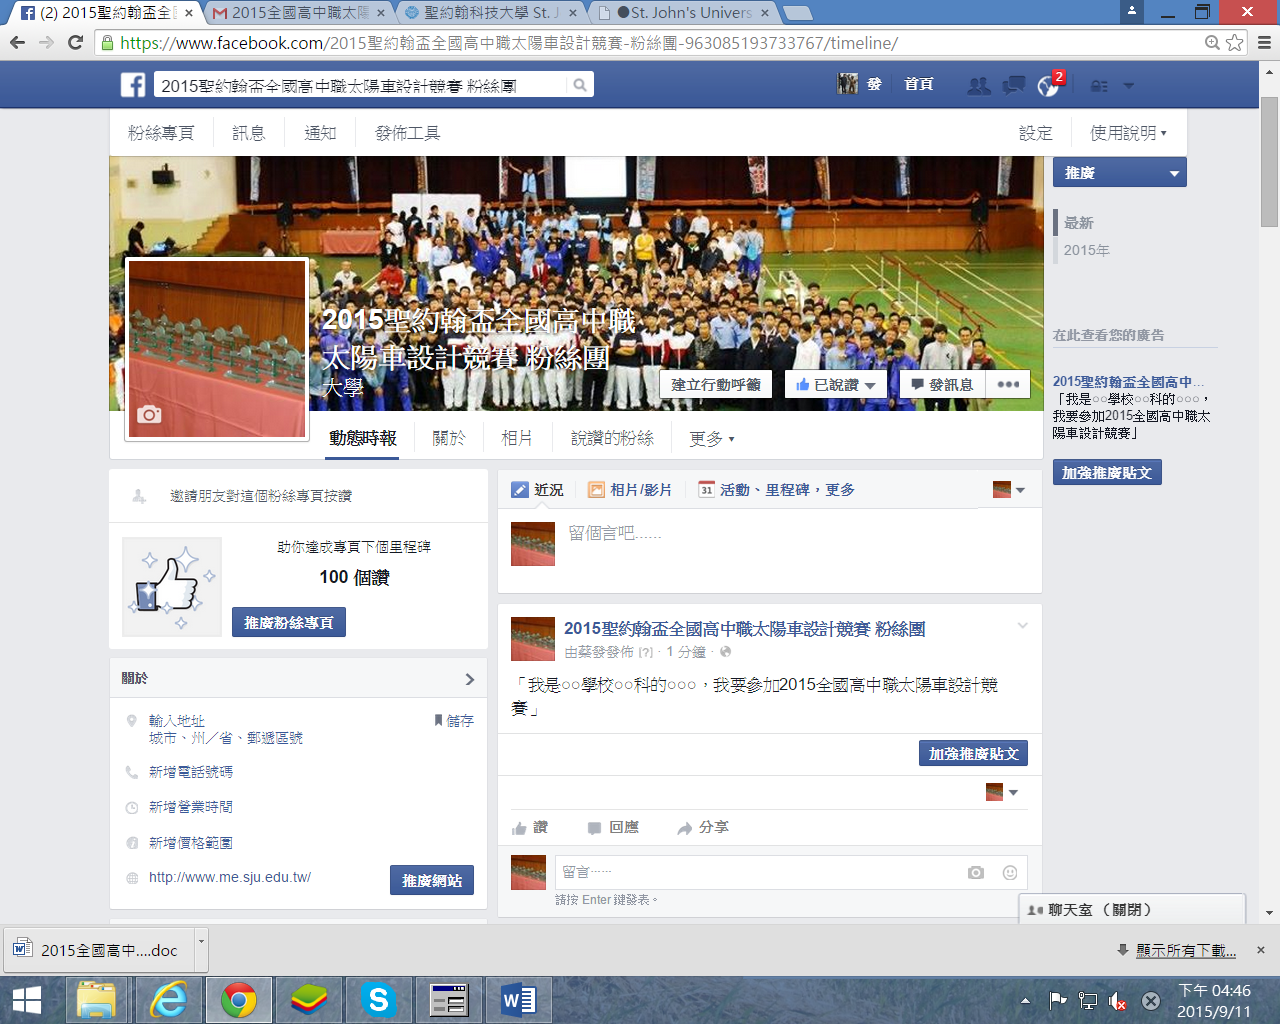 (2) 2015聖約翰盃全國
2015全國高中職太陽
聖約翰科技大學 St. J
●St. John's Univers
https://www.facebook.com/2015聖約翰盃全國高中職太陽車設計競賽-粉絲團-963085193733767/timeline/
2015聖約翰盃全國高中職太陽車設計競賽 粉絲團
發
首頁
2
粉絲專頁
訊息
通知
發佈工具
設定
使用說明
推廣
最新
2015年
2015聖約翰盃全國高中職
太陽車設計競賽 粉絲團
大學
建立行動呼籲
已說讚
發訊息
•••
動態時報
關於
相片
說讚的粉絲
更多
在此查看您的廣告
2015聖約翰盃全國高中...
「我是○○學校○○科的○○○，
我要參加2015全國高中職太
陽車設計競賽」
加強推廣貼文
邀請朋友對這個粉絲專頁按讚
助你達成專頁下個里程碑
100 個讚
推廣粉絲專頁
關於
輸入地址
城市、州／省、郵遞區號
儲存
新增電話號碼
新增營業時間
新增價格範圍
http://www.me.sju.edu.tw/
推廣網站
近況
相片/影片
31
活動、里程碑，更多
留個言吧......
2015聖約翰盃全國高中職太陽車設計競賽 粉絲團
由蔡發發佈 [?] · 1 分鐘 ·
「我是○○學校○○科的○○○，我要參加2015全國高中職太陽車設計競
賽」
加強推廣貼文
讚
回應
分享
留言......
請按 Enter 鍵發表。
聊天室 （關閉）
2015全國高中....doc
顯示所有下載...
下午 04:46
2015/9/11